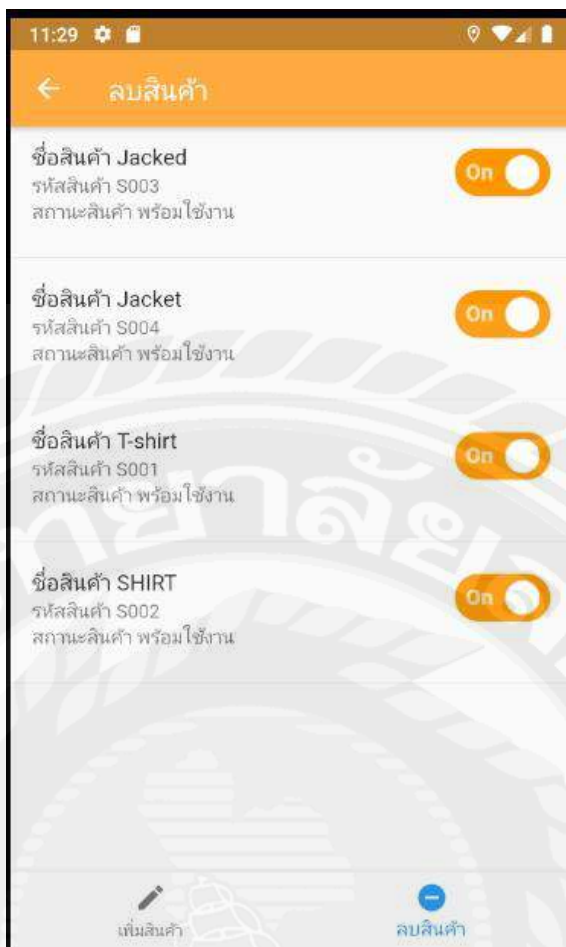 11:29
ลบสินค้า
ชื่อสินค้า Jacked
รหัสสินค้า S003
สถานะสินค้า พร้อมใช้งาน
On
ชื่อสินค้า Jacket
รหัสสินค้า S004
สถานะสินค้า พร้อมใช้งาน
On
ชื่อสินค้า T-shirt
รหัสสินค้า S001
สถานะสินค้า พร้อมใช้งาน
On
ชื่อสินค้า SHIRT
รหัสสินค้า S002
สถานะสินค้า พร้อมใช้งาน
On
เพิ่มสินค้า
ลบสินค้า